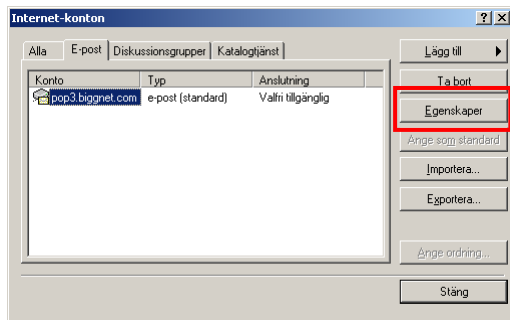 Internet-konton
Alla E-post Diskussionsgrupper Katalogtjänst
Konto Typ Anslutning
pop3.biggnet.com e-post (standard) Valfri tillgänglig
Lägg till
Ta bort
Egenskaper
Ange som standard
Importera...
Exportera...
Ange ordning...
Stäng